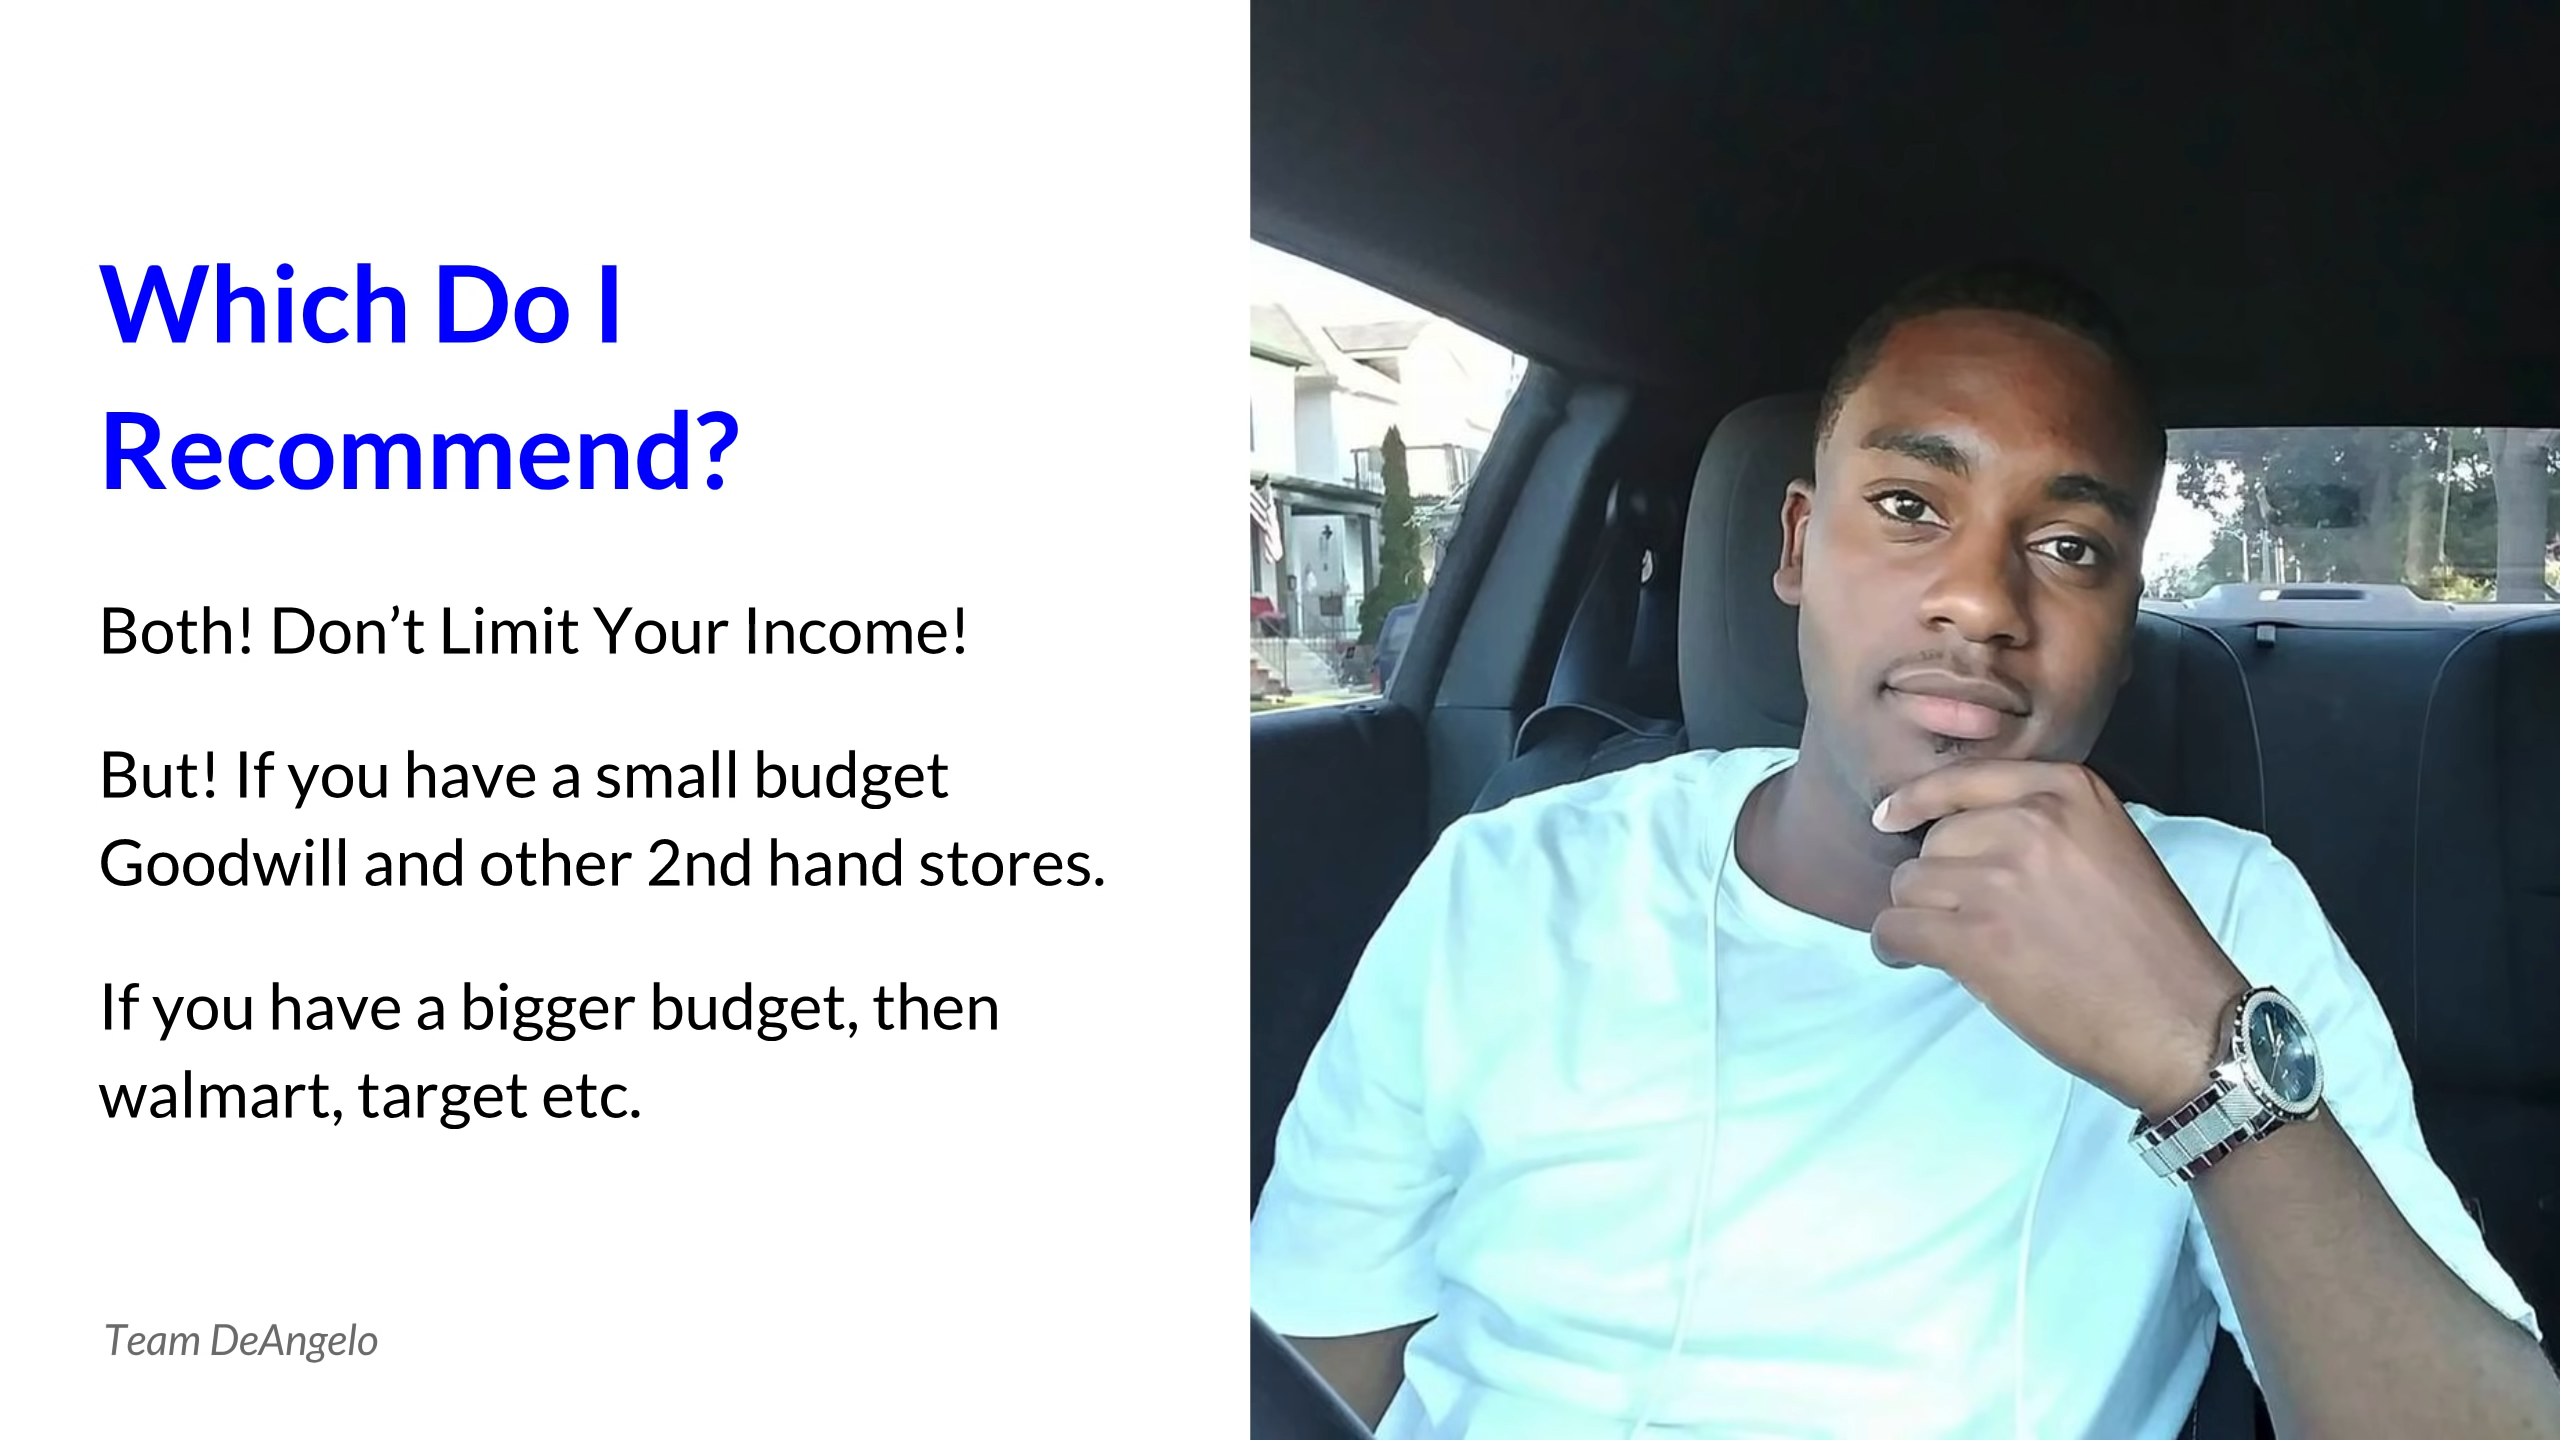 Which Do I
Recommend?
Both! Don’t Limit Your Income!
But! If you have a small budget
Goodwill and other 2nd hand stores.
If you have a bigger budget, then
walmart, target etc.
Team DeAngelo